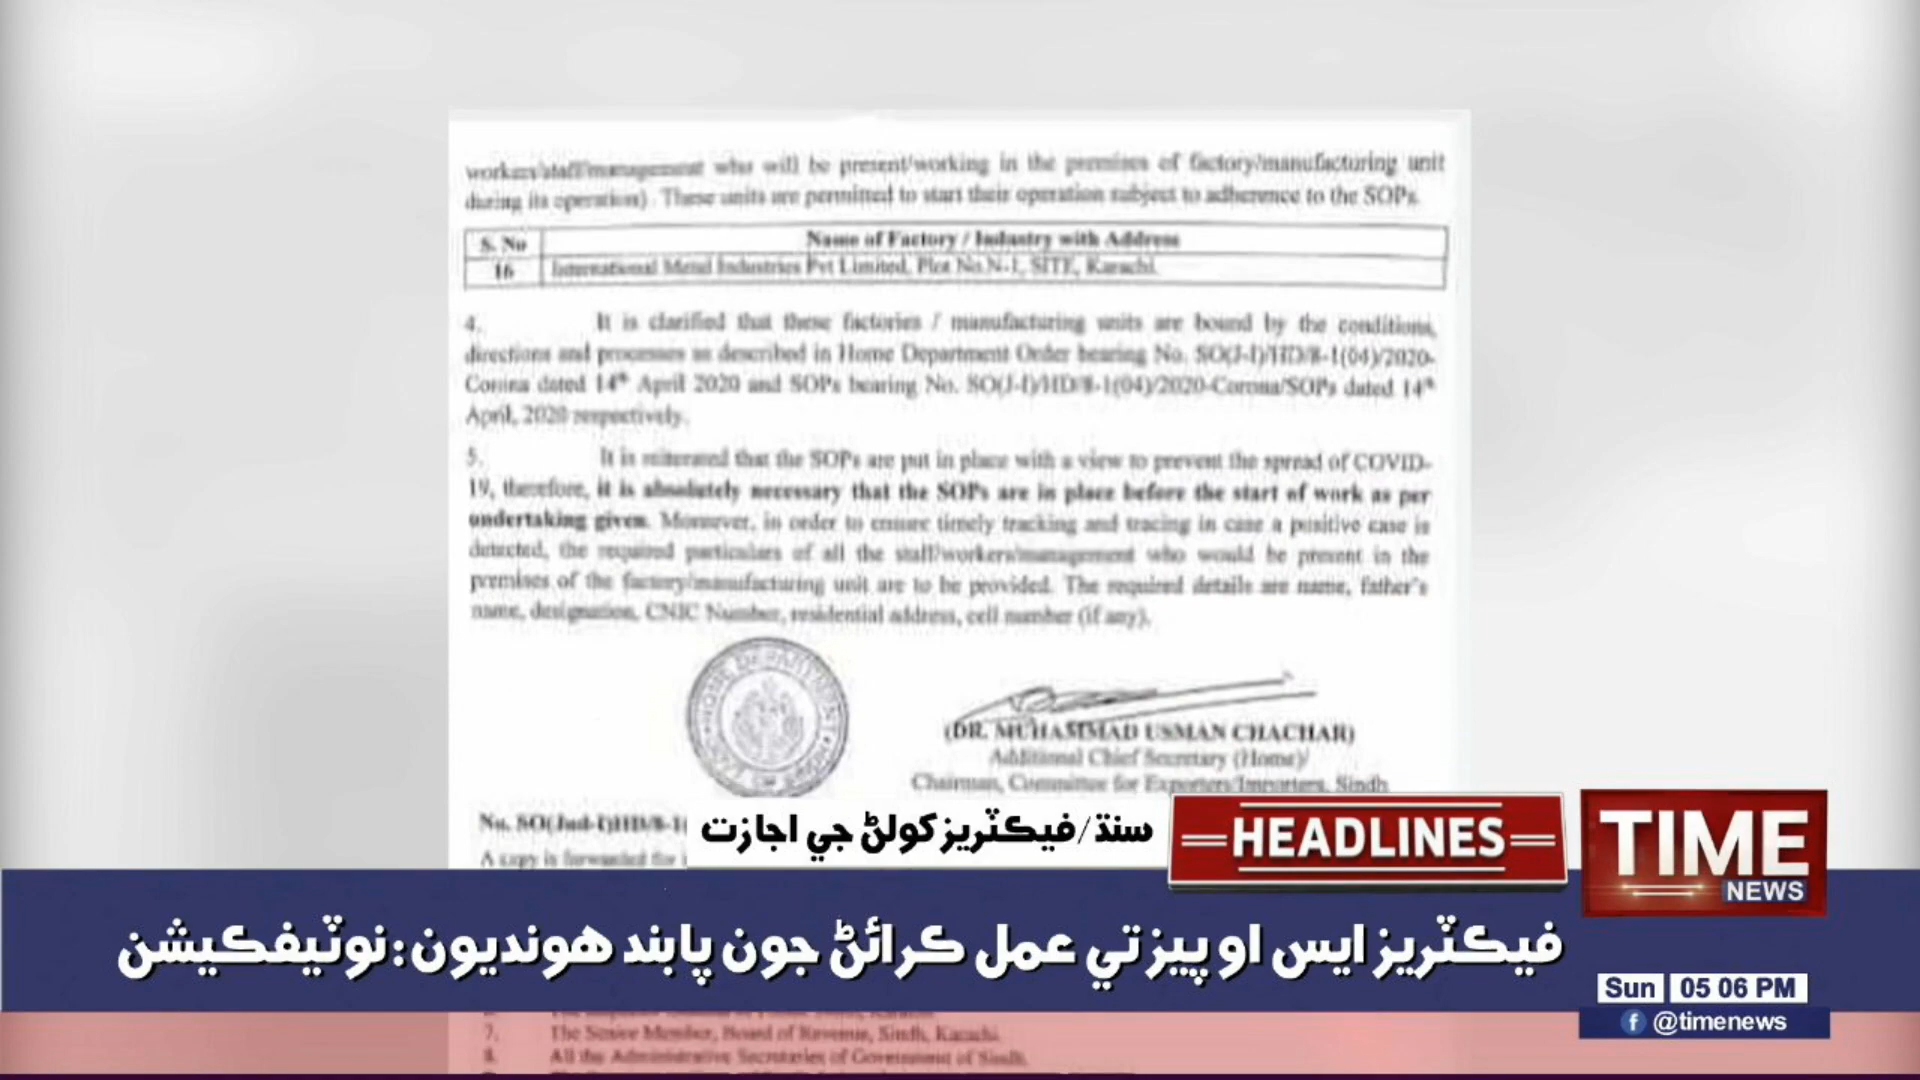 workers/staff/management who will be present/working in the premises of factory/manufacturing unit
during its operation). These units are permitted to start their operation subject to adherence to the SOPs.
S. No Name of Factory / Industry with Address
16 International Metal Industries Pvt Limited, Plot No.N-1, SITE, Karachi.
4. It is clarified that these factories / manufacturing units are bound by the conditions,
directions and processes as described in Home Department Order bearing No. SO(J-I)/HD/8-1(04)/2020-
Corona dated 14th April 2020 and SOPs bearing No. SO(J-I)/HD/8-1(04)/2020-Corona/SOPs dated 14th
April, 2020 respectively.
5. It is reiterated that the SOPs are put in place with a view to prevent the spread of COVID-
19, therefore, it is absolutely necessary that the SOPs are in place before the start of work as per
undertaking given. Moreover, in order to ensure timely tracking and tracing in case a positive case is
detected, the required particulars of all the staff/workers/management who would be present in the
premises of the factory/manufacturing unit are to be provided. The required details are name, father's
name, designation, CNIC Number, residential address, cell number (if any).
HOME DEPARTMENT
(DR. MUHAMMAD USMAN CHACHAR)
Additional Chief Secretary (Home)/
Chairman, Committee for Exporters/Importers, Sindh
No. SO(Jud-I)HD/8-1(
A copy is forwarded for
سنڌ/فيڪٽريز کولڻ جي اجازت
HEADLINES
TIME
NEWS
فيڪٽريز ايس او پيز تي عمل ڪرائڻ جون پابند هونديون:نوٽيفڪيشن
Sun 05 06 PM
@timenews
7. The Senior Member, Board of Revenue, Sindh, Karachi.
8. All the Administrative Secretaries of Government of Sindh.